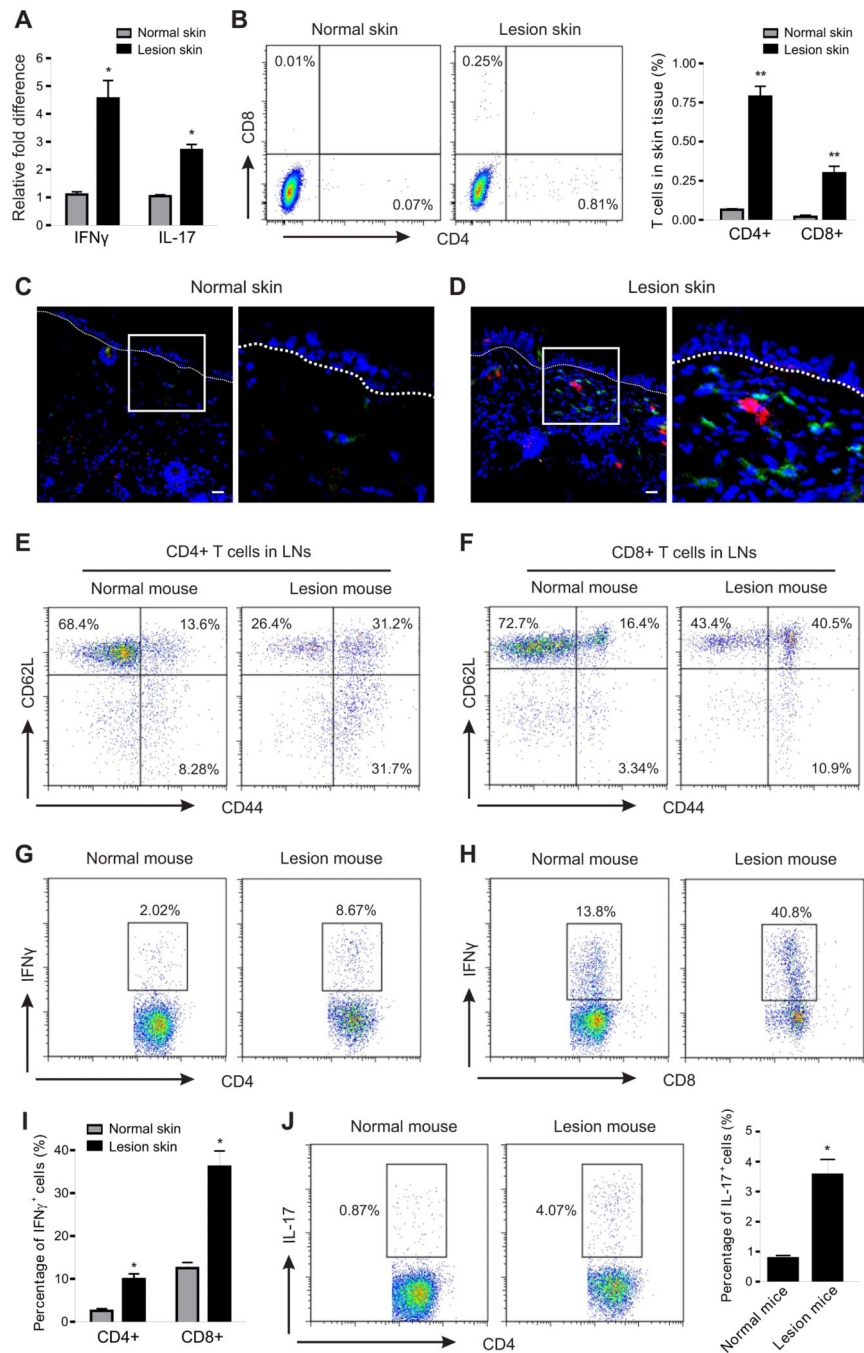 A
Normal skin
Lesion skin
Relative fold difference
6
5
4
3
2
1
0
*
*
IFNγ
IL-17
B
Normal skin
Lesion skin
0.01%
0.07%
0.25%
0.81%
CD8
CD4
Normal skin
Lesion skin
T cells in skin tissue (%)
1.00
0.75
0.50
0.25
0.00
**
**
CD4+
CD8+
C
Normal skin
D
Lesion skin
E
CD4+ T cells in LNs
Normal mouse
Lesion mouse
68.4%
13.6%
8.28%
26.4%
31.2%
31.7%
CD62L
CD44
F
CD8+ T cells in LNs
Normal mouse
Lesion mouse
72.7%
16.4%
3.34%
43.4%
40.5%
10.9%
CD62L
CD44
G
Normal mouse
Lesion mouse
2.02%
8.67%
IFNγ
CD4
H
Normal mouse
Lesion mouse
13.8%
40.8%
IFNγ
CD8
I
Normal skin
Lesion skin
Percentage of IFNγ+ cells (%)
40
30
20
10
0
*
*
CD4+
CD8+
J
Normal mouse
Lesion mouse
0.87%
4.07%
IL-17
CD4
Percentage of IL-17+ cells (%)
5
4
3
2
1
0
*
Normal mice
Lesion mice